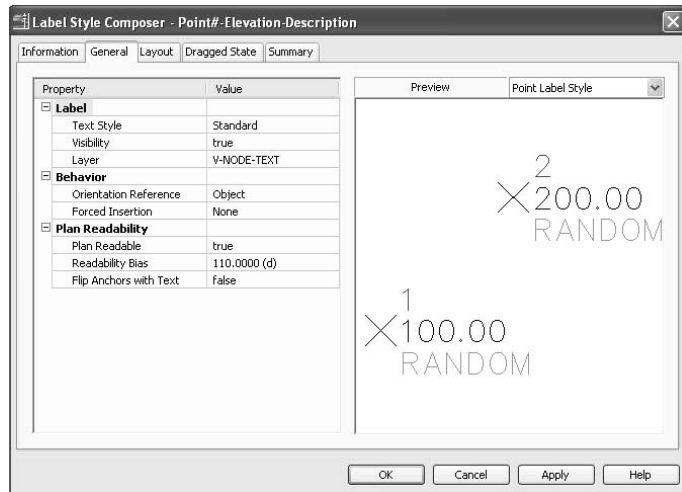 Label Style Composer - Point#-Elevation-Description
Information General Layout Dragged State Summary
Property Value
Label
Text Style Standard
Visibility true
Layer V-NODE-TEXT
Behavior
Orientation Reference Object
Forced Insertion None
Plan Readability
Plan Readable true
Readability Bias 110.0000 (d)
Flip Anchors with Text false
Preview Point Label Style
2
200.00
RANDOM
1
100.00
RANDOM
OK Cancel Apply Help